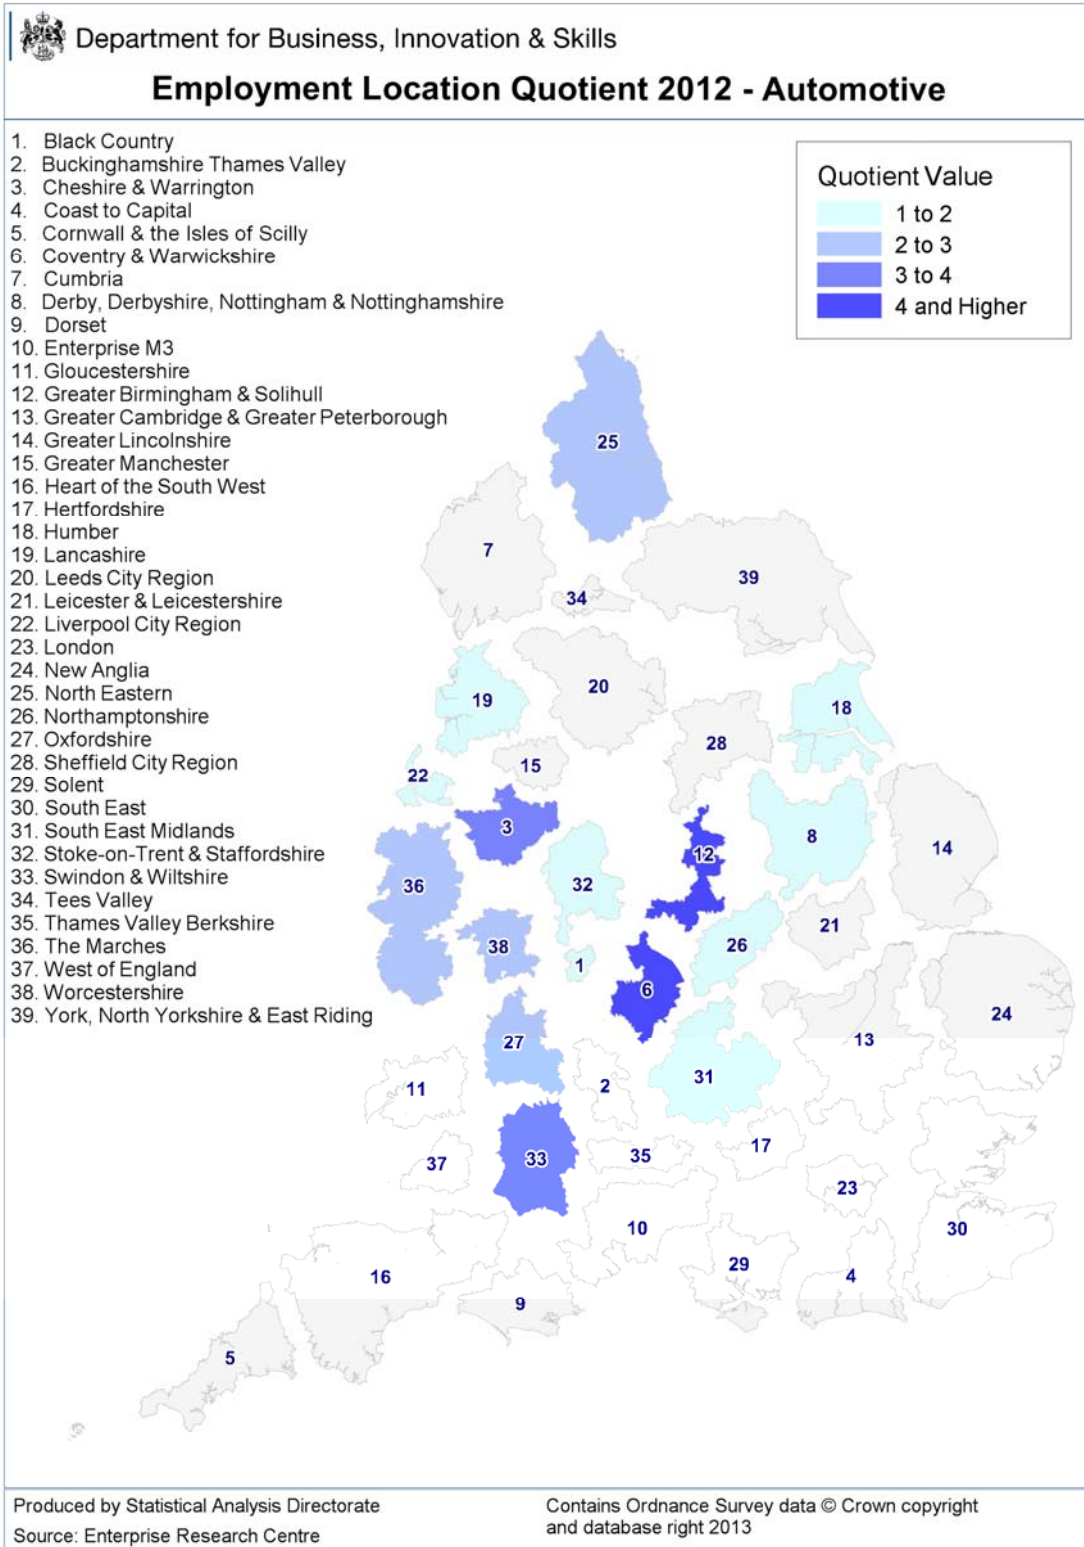 Department for Business, Innovation & Skills
Employment Location Quotient 2012 - Automotive
1. Black Country
2. Buckinghamshire Thames Valley
3. Cheshire & Warrington
4. Coast to Capital
5. Cornwall & the Isles of Scilly
6. Coventry & Warwickshire
7. Cumbria
8. Derby, Derbyshire, Nottingham & Nottinghamshire
9. Dorset
10. Enterprise M3
11. Gloucestershire
12. Greater Birmingham & Solihull
13. Greater Cambridge & Greater Peterborough
14. Greater Lincolnshire
15. Greater Manchester
16. Heart of the South West
17. Hertfordshire
18. Humber
19. Lancashire
20. Leeds City Region
21. Leicester & Leicestershire
22. Liverpool City Region
23. London
24. New Anglia
25. North Eastern
26. Northamptonshire
27. Oxfordshire
28. Sheffield City Region
29. Solent
30. South East
31. South East Midlands
32. Stoke-on-Trent & Staffordshire
33. Swindon & Wiltshire
34. Tees Valley
35. Thames Valley Berkshire
36. The Marches
37. West of England
38. Worcestershire
39. York, North Yorkshire & East Riding
Quotient Value
1 to 2
2 to 3
3 to 4
4 and Higher
25
7
39
34
20
19
18
28
15
22
3
8
12
14
36
32
21
38
26
1
6
24
13
27
31
2
11
17
35
33
37
23
10
30
29
16
4
9
5
Produced by Statistical Analysis Directorate
Source: Enterprise Research Centre
Contains Ordnance Survey data © Crown copyright
and database right 2013